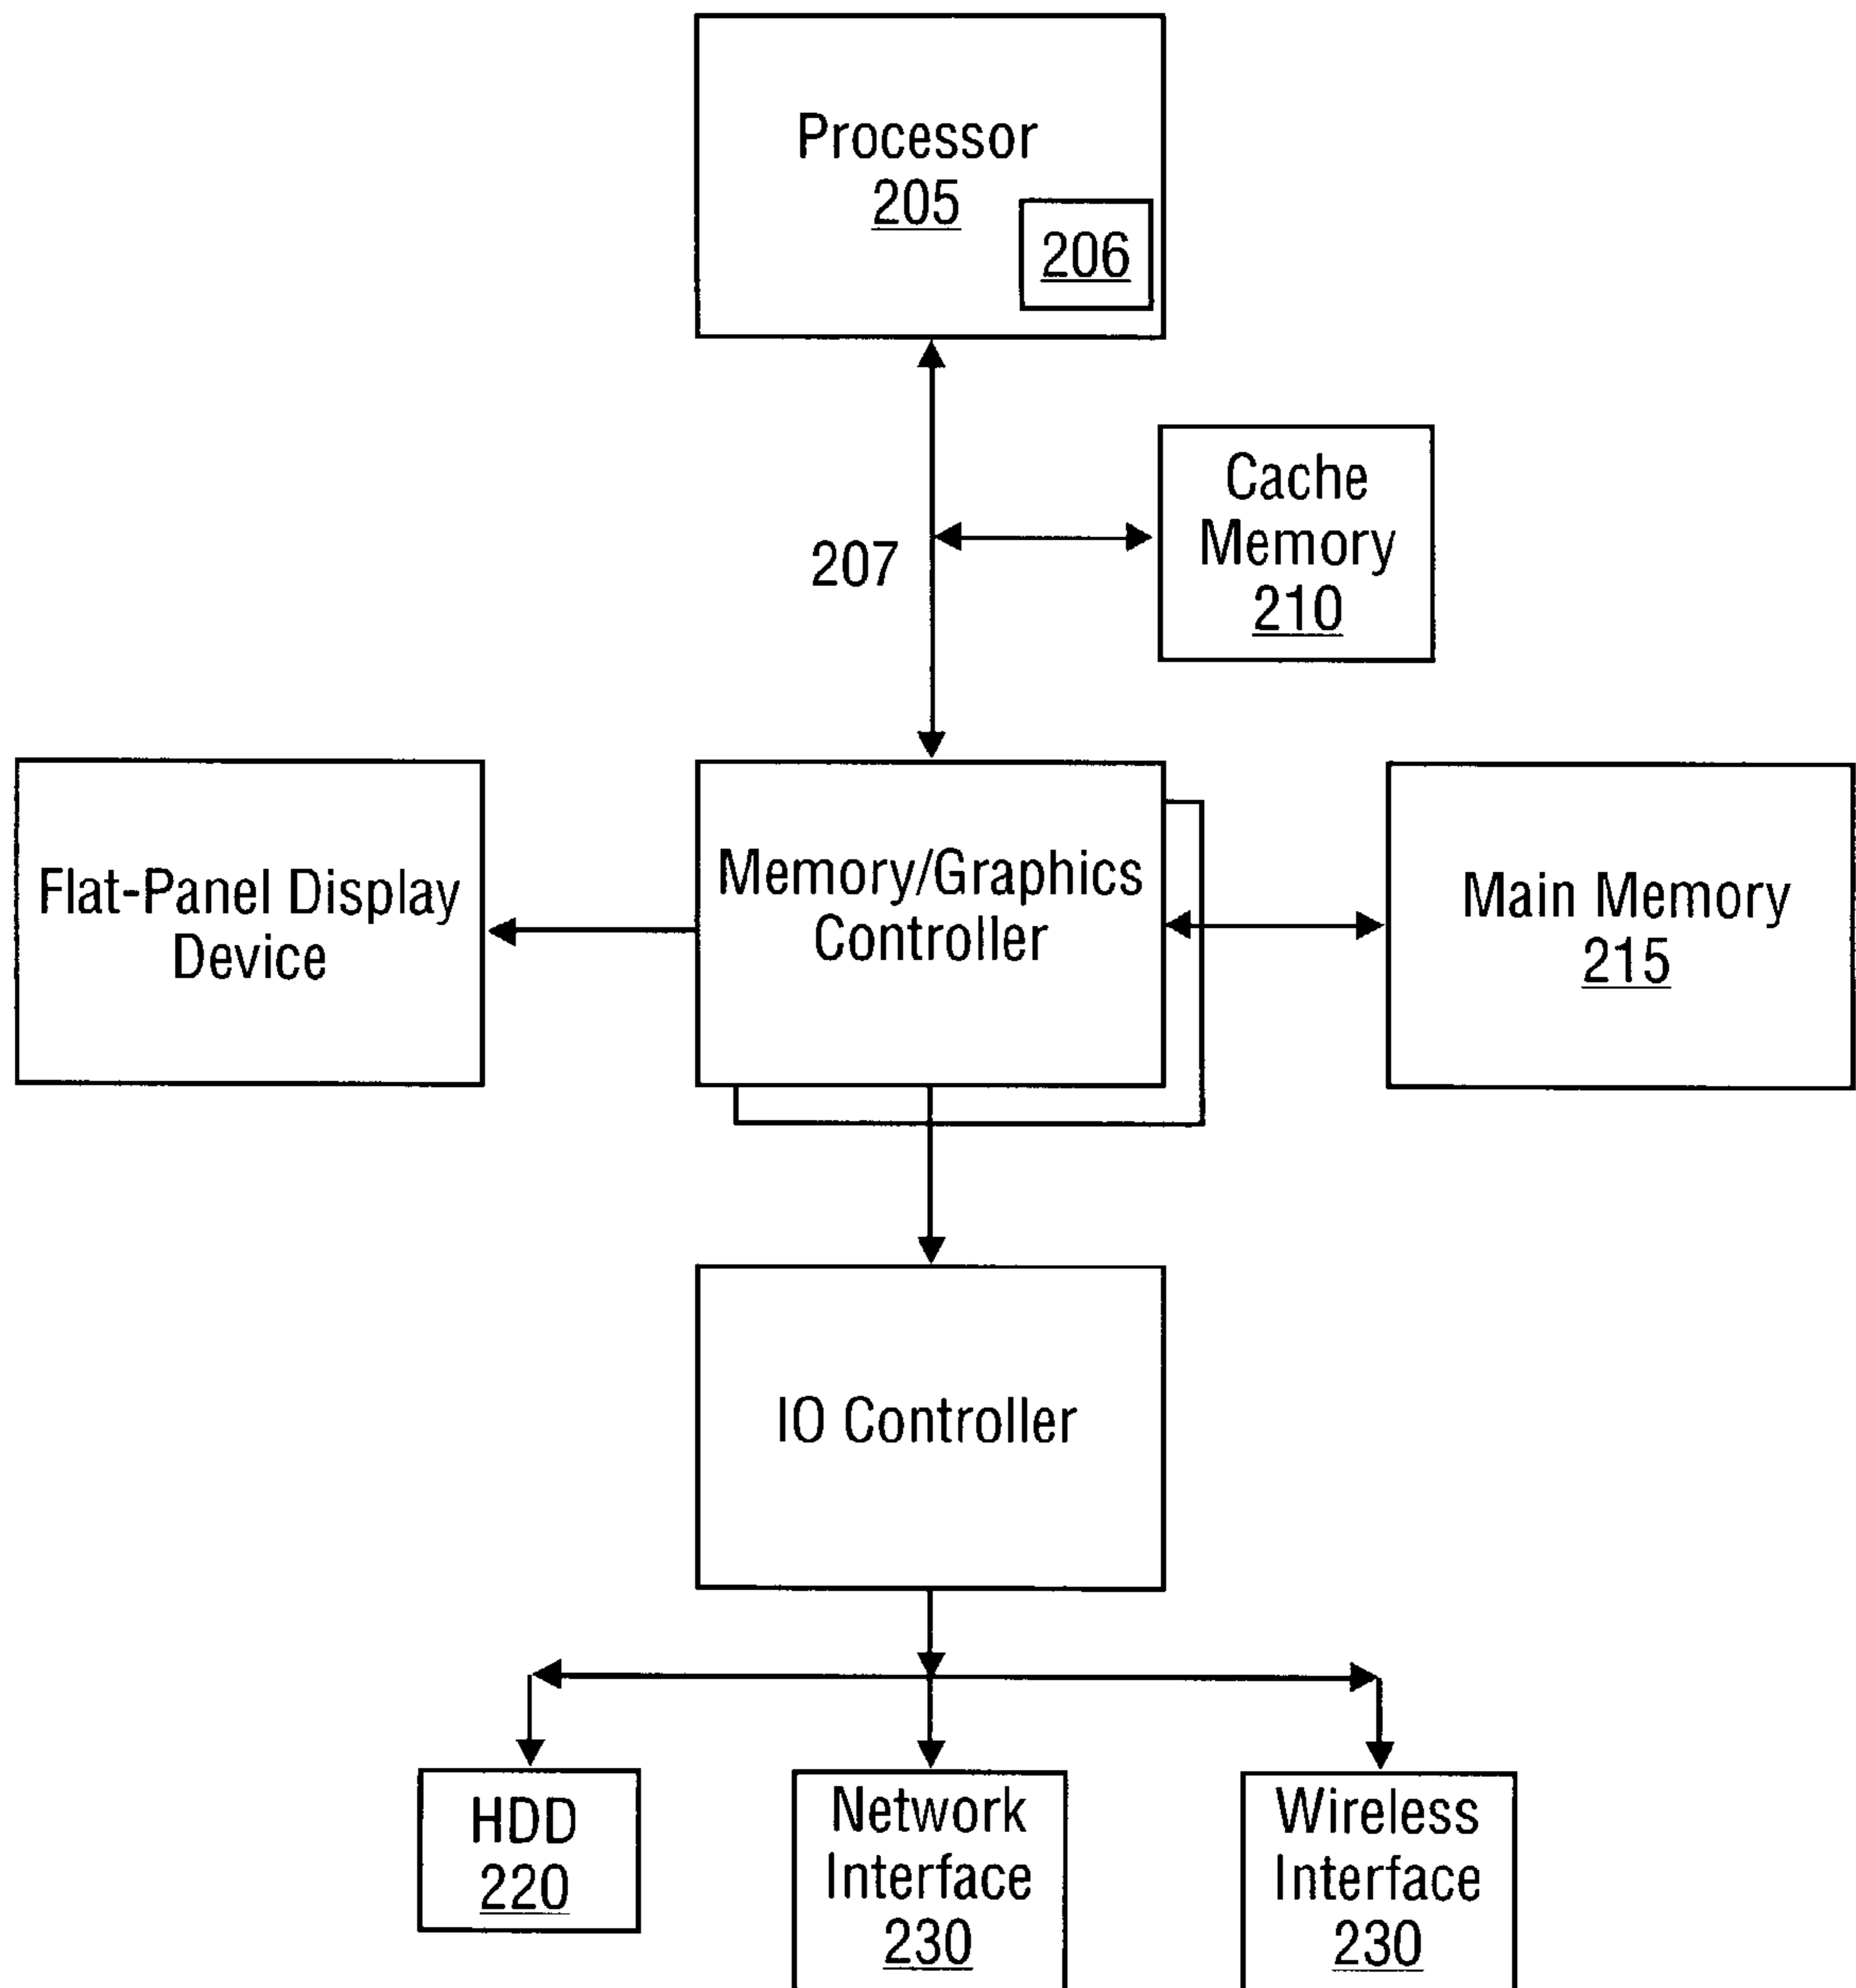 Processor
205
206
Cache
Memory
210
207
Flat-Panel Display
Device
Memory/Graphics
Controller
Main Memory
215
IO Controller
HDD
220
Network
Interface
230
Wireless
Interface
230